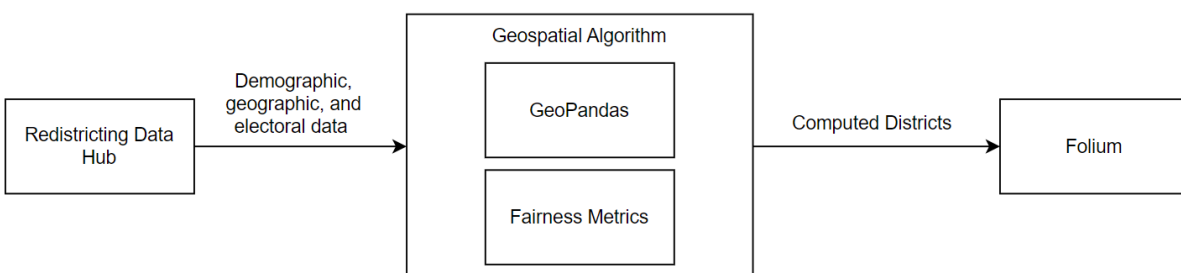 Redistricting Data
Hub
Demographic,
geographic, and
electoral data
Geospatial Algorithm
GeoPandas
Fairness Metrics
Computed Districts
Folium